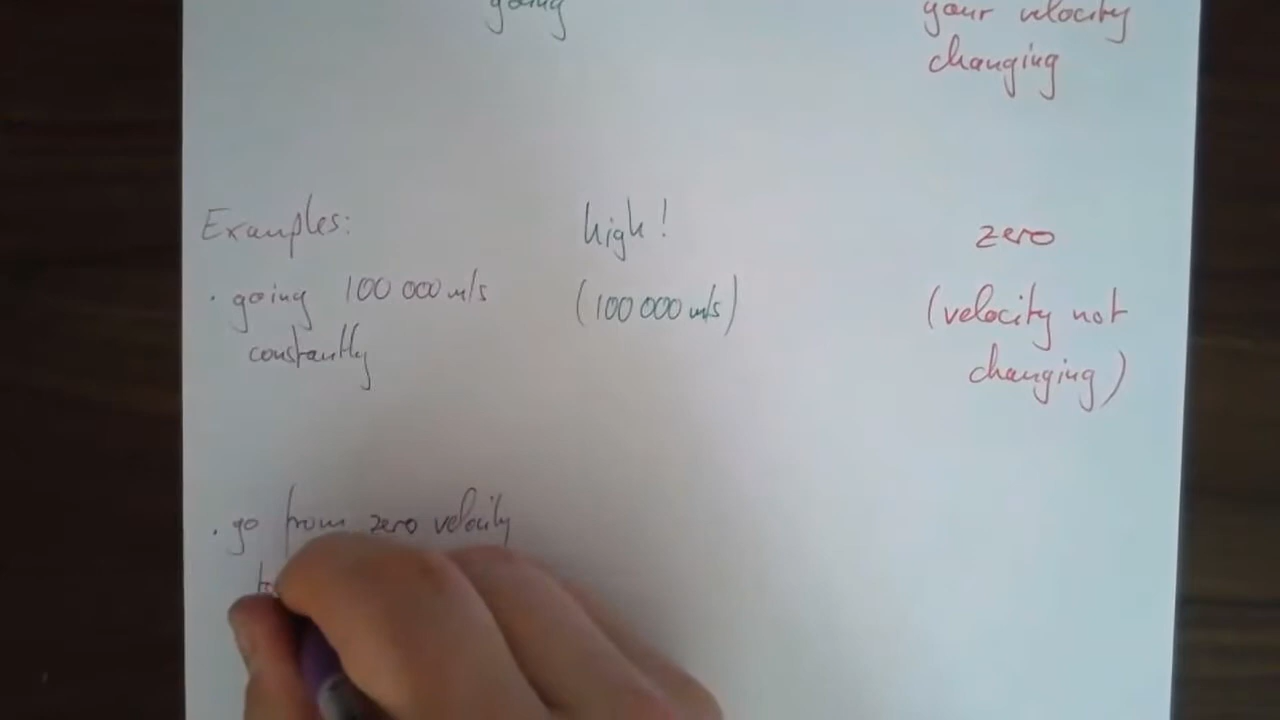 going
your velocity
changing
Examples:
high!
zero
· going 100 000 m/s
constantly
(100 000 m/s)
(velocity not
changing)
· go from zero velocity